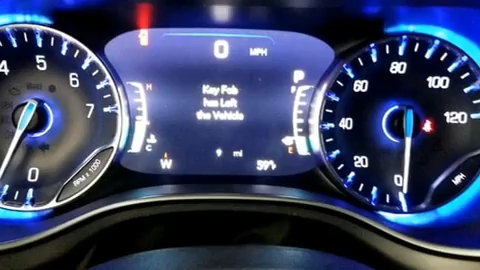 0 MPH
Key Fob
has Left
the Vehicle
P
H
C
E
W
9 mi
59°F
4
5
6
7
0
RPM x 1000
0
20
40
60
80
100
120
MPH